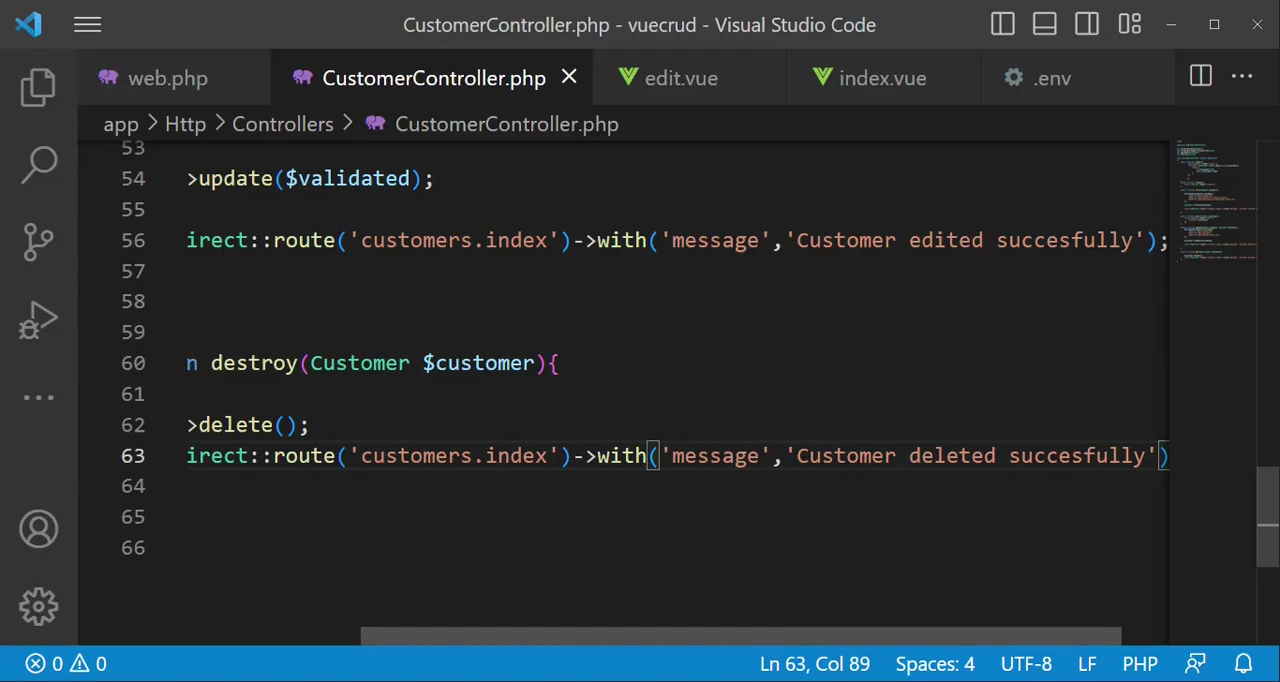 CustomerController.php - vuecrud - Visual Studio Code
web.php
CustomerController.php
edit.vue
index.vue
.env
app > Http > Controllers > CustomerController.php
53
54 >update($validated);
55
56 irect::route('customers.index')->with('message','Customer edited succesfully');
57
58
59
60 n destroy(Customer $customer){
61
62 >delete();
63 irect::route('customers.index')->with('message','Customer deleted succesfully')
64
65
66
0 0 Ln 63, Col 89 Spaces: 4 UTF-8 LF PHP